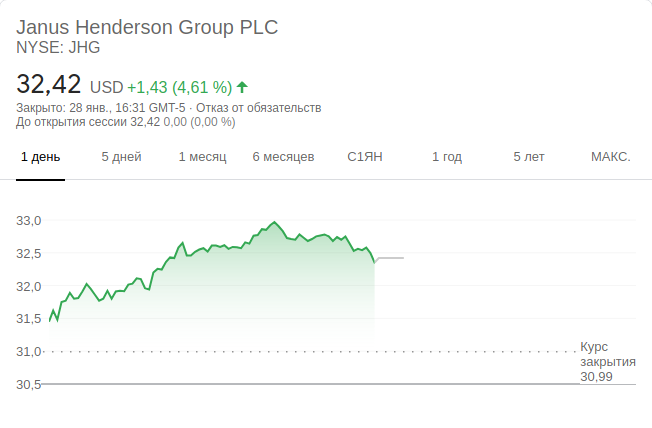 Janus Henderson Group PLC
NYSE: JHG
32,42 USD +1,43 (4,61 %)
Закрыто: 28 янв., 16:31 GMT-5 · Отказ от обязательств
До открытия сессии 32,42 0,00 (0,00 %)
1 день 5 дней 1 месяц 6 месяцев С1ЯН 1 год 5 лет МАКС.
33,0
32,5
32,0
31,5
31,0
30,5
Курс
закрытия
30,99